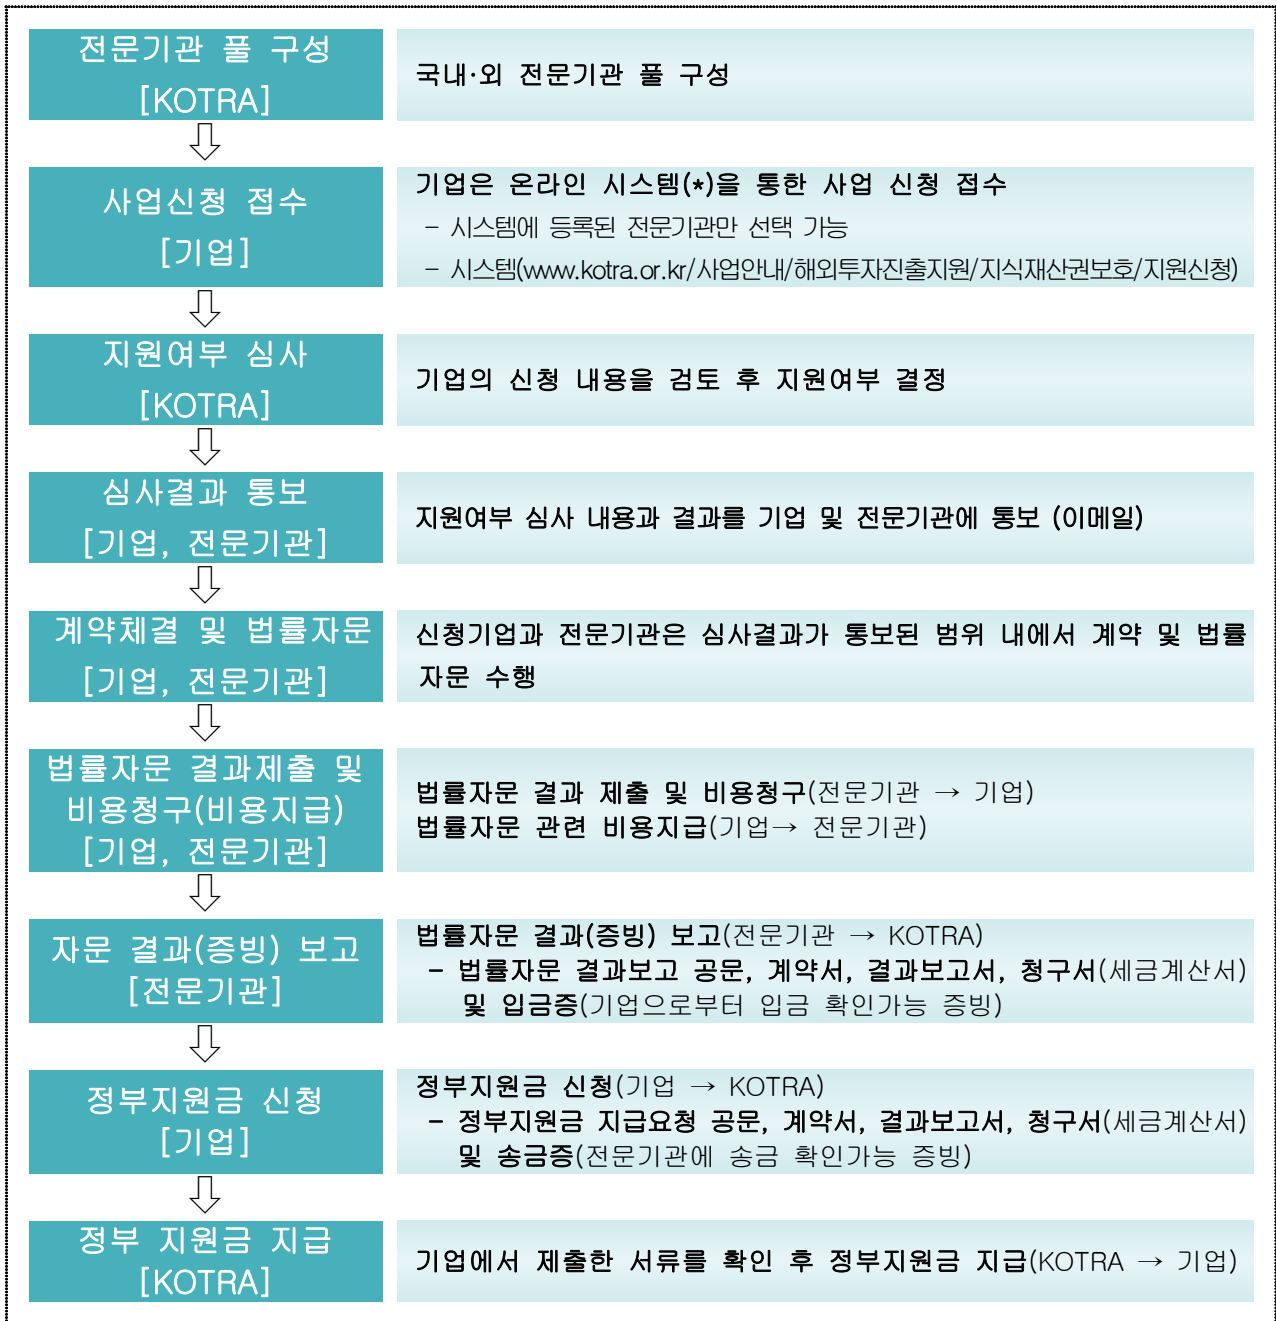 전문기관 풀 구성
[KOTRA]
국내·외 전문기관 풀 구성
사업신청 접수
[기업]
기업은 온라인 시스템(*)을 통한 사업 신청 접수
- 시스템에 등록된 전문기관만 선택 가능
- 시스템(www.kotra.or.kr/사업안내/해외투자진출지원/지식재산권보호/지원신청)
지원여부 심사
[KOTRA]
기업의 신청 내용을 검토 후 지원여부 결정
심사결과 통보
[기업, 전문기관]
지원여부 심사 내용과 결과를 기업 및 전문기관에 통보 (이메일)
계약체결 및 법률자문
[기업, 전문기관]
신청기업과 전문기관은 심사결과가 통보된 범위 내에서 계약 및 법률
자문 수행
법률자문 결과제출 및
비용청구(비용지급)
[기업, 전문기관]
법률자문 결과 제출 및 비용청구(전문기관 → 기업)
법률자문 관련 비용지급(기업→ 전문기관)
자문 결과(증빙) 보고
[전문기관]
법률자문 결과(증빙) 보고(전문기관 → KOTRA)
- 법률자문 결과보고 공문, 계약서, 결과보고서, 청구서(세금계산서)
및 입금증(기업으로부터 입금 확인가능 증빙)
정부지원금 신청
[기업]
정부지원금 신청(기업 → KOTRA)
- 정부지원금 지급요청 공문, 계약서, 결과보고서, 청구서(세금계산서)
및 송금증(전문기관에 송금 확인가능 증빙)
정부 지원금 지급
[KOTRA]
기업에서 제출한 서류를 확인 후 정부지원금 지급(KOTRA → 기업)